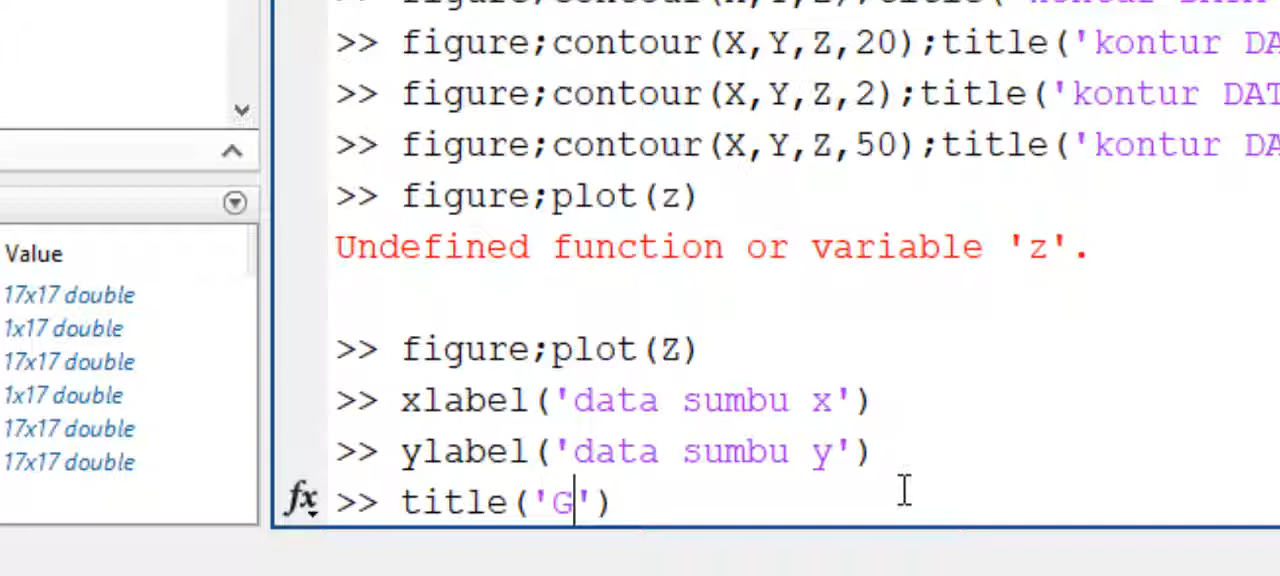 >> figure;contour(X,Y,Z,20);title('kontur DA
>> figure;contour(X,Y,Z,2);title('kontur DAT
>> figure;contour(X,Y,Z,50);title('kontur DA
>> figure;plot(z)
Undefined function or variable 'z'.
>> figure;plot(Z)
>> xlabel('data sumbu x')
>> ylabel('data sumbu y')
fx >> title('G')
Value
17x17 double
1x17 double
17x17 double
1x17 double
17x17 double
17x17 double